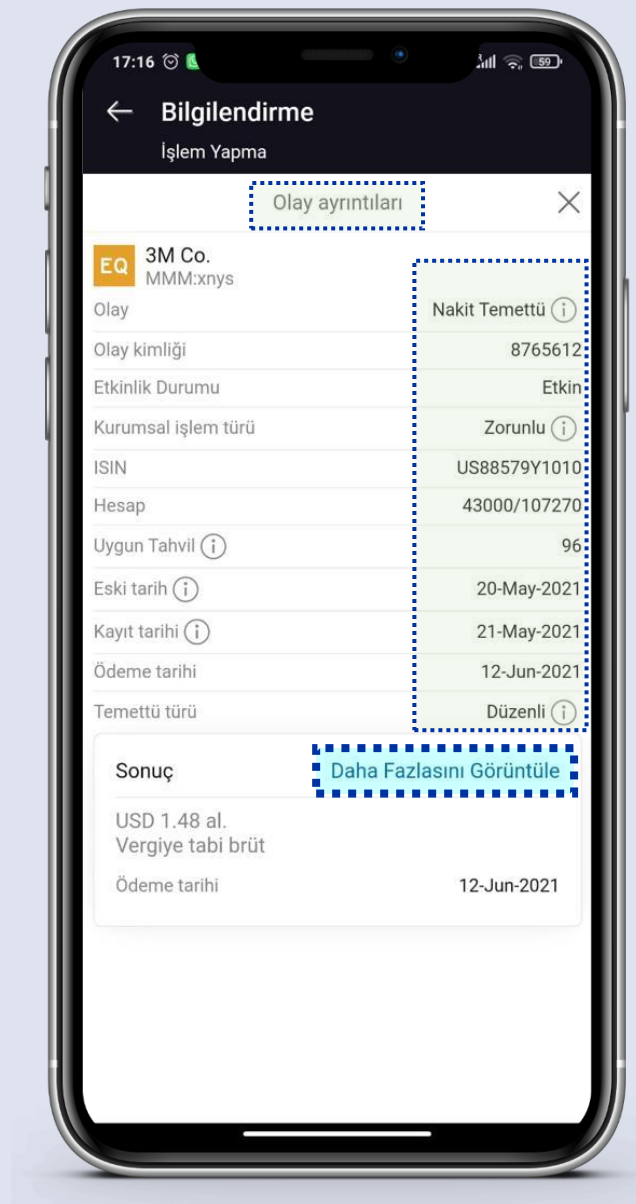 17:16
59
Bilgilendirme
İşlem Yapma
Olay ayrıntıları
EQ 3M Co.
MMM:xnys
Olay Nakit Temettü
Olay kimliği 8765612
Etkinlik Durumu Etkin
Kurumsal işlem türü Zorunlu
ISIN US88579Y1010
Hesap 43000/107270
Uygun Tahvil 96
Eski tarih 20-May-2021
Kayıt tarihi 21-May-2021
Ödeme tarihi 12-Jun-2021
Temettü türü Düzenli
Sonuç Daha Fazlasını Görüntüle
USD 1.48 al.
Vergiye tabi brüt
Ödeme tarihi 12-Jun-2021